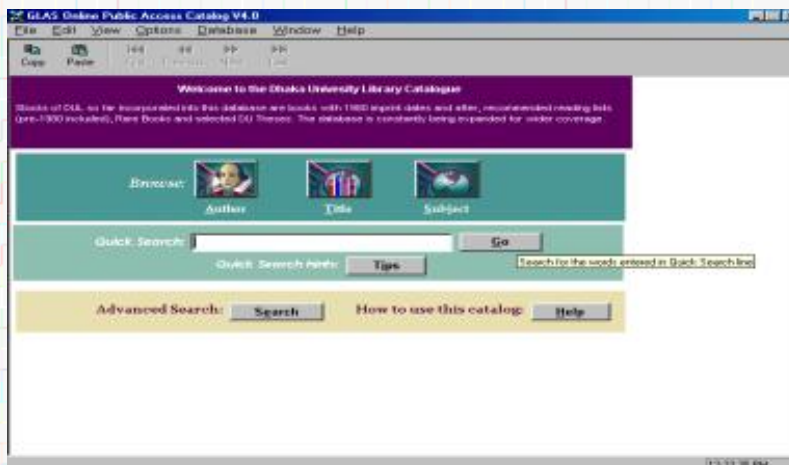 GLAS Online Public Access Catalog V4.0
File Edit View Options Database Window Help
Copy Paste
Welcome to the Dhaka University Library Catalogue
Stocks of DUL so far incorporated into this database are books with 1980 imprint dates and after, recommended reading lists
(pre-1980 included), Rare Books and selected DU Theses. The database is constantly being expanded for wider coverage.
Browse:
Author Title Subject
Quick Search: Go
Search for the words entered in Quick Search line
Quick Search hints: Tips
Advanced Search: Search How to use this catalog: Help